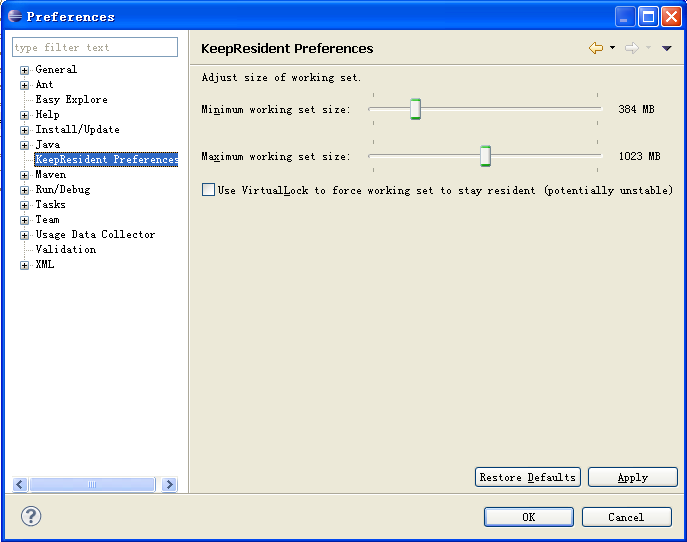 Preferences
type filter text
KeepResident Preferences
General
Ant
Easy Explore
Help
Install/Update
Java
KeepResident Preferences
Maven
Run/Debug
Tasks
Team
Usage Data Collector
Validation
XML
Adjust size of working set.
Minimum working set size: 384 MB
Maximum working set size: 1023 MB
Use VirtualLock to force working set to stay resident (potentially unstable)
Restore Defaults Apply
OK Cancel